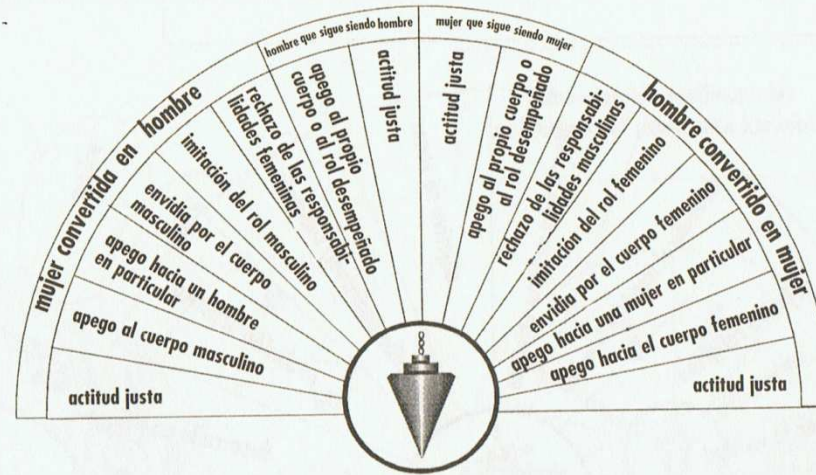 mujer convertida en hombre
hombre que sigue siendo hombre
mujer que sigue siendo mujer
hombre convertido en mujer
actitud justa
apego al cuerpo masculino
apego hacia un hombre
en particular
envidia por el cuerpo
masculino
imitación del rol masculino
rechazo de las responsabi-
lidades femeninas
apego al propio
cuerpo o al rol desempeñado
actitud justa
actitud justa
apego al propio cuerpo o
al rol desempeñado
rechazo de las responsabi-
lidades masculinas
imitación del rol femenino
envidia por el cuerpo femenino
apego hacia una mujer en particular
apego hacia el cuerpo femenino
actitud justa